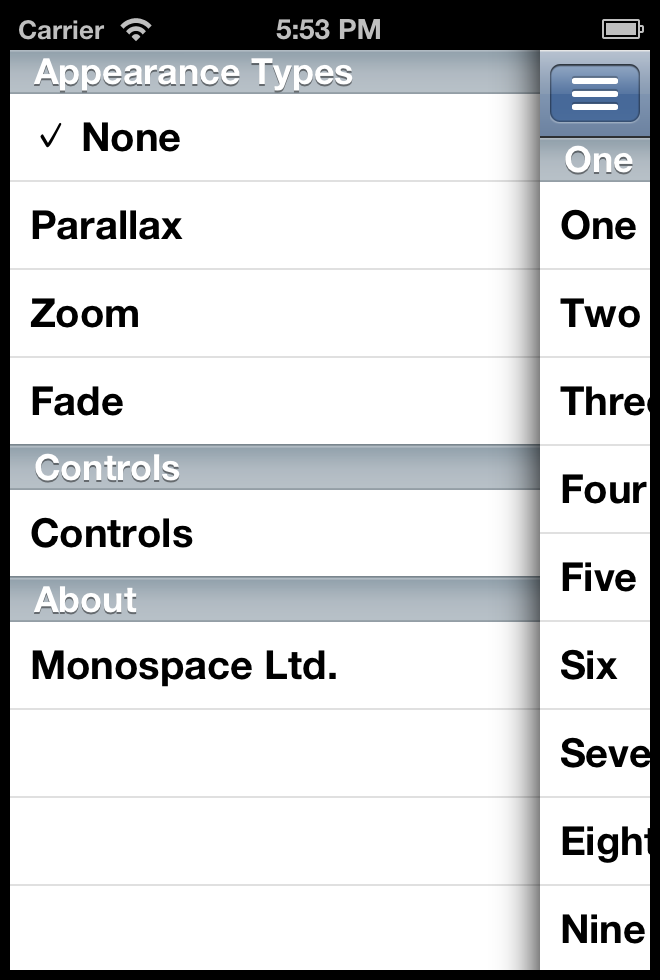 Carrier 5:53 PM
Appearance Types
✓ None
Parallax
Zoom
Fade
Controls
Controls
About
Monospace Ltd.
One
One
Two
Three
Four
Five
Six
Seve
Eight
Nine